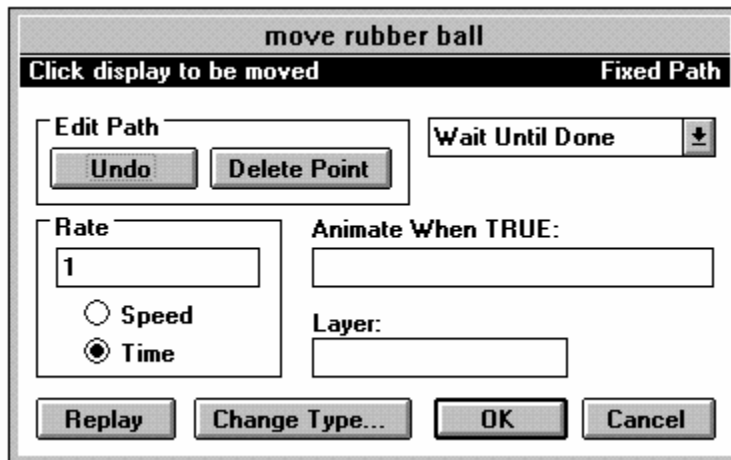 move rubber ball
Click display to be moved Fixed Path
Edit Path
Undo Delete Point
Wait Until Done
Rate
1
Speed
Time
Animate When TRUE:
Layer:
Replay Change Type... OK Cancel